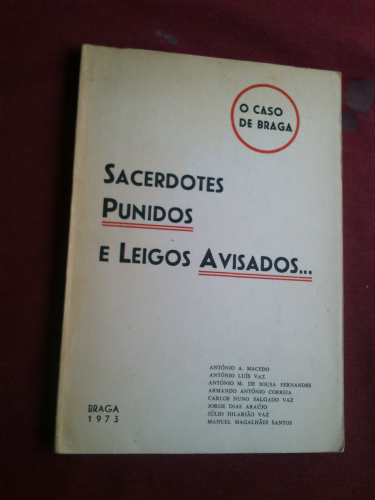 O CASO
DE BRAGA
SACERDOTES
PUNIDOS
E LEIGOS AVISADOS...
ANTÓNIO A. MACEDO
ANTÓNIO LUÍS VAZ
ANTÓNIO M. DE SOUSA FERNANDES
ARMANDO ANTÓNIO CORREIA
CARLOS NUNO SALGADO VAZ
JORGE DIAS ARAÚJO
JÚLIO HILARIÃO VAZ
MANUEL MAGALHÃES SANTOS
BRAGA
1973